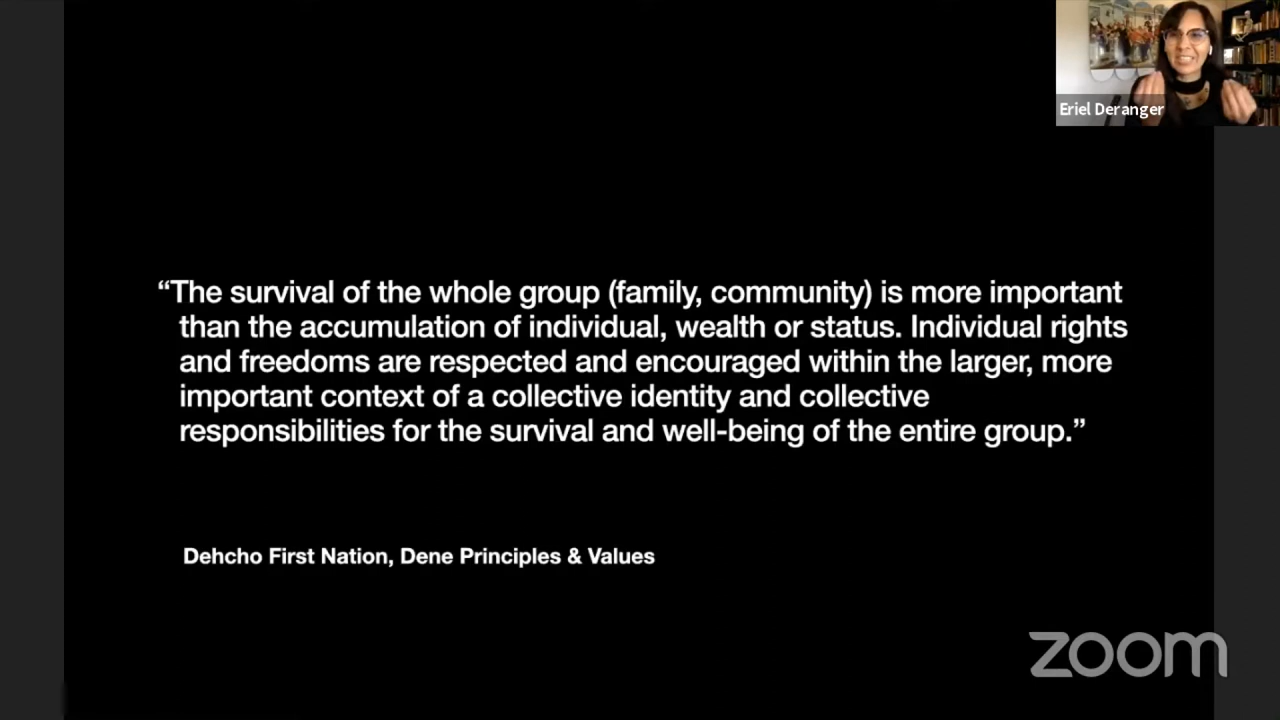 Eriel Deranger
“The survival of the whole group (family, community) is more important
than the accumulation of individual, wealth or status. Individual rights
and freedoms are respected and encouraged within the larger, more
important context of a collective identity and collective
responsibilities for the survival and well-being of the entire group.”
Dehcho First Nation, Dene Principles & Values
zoom